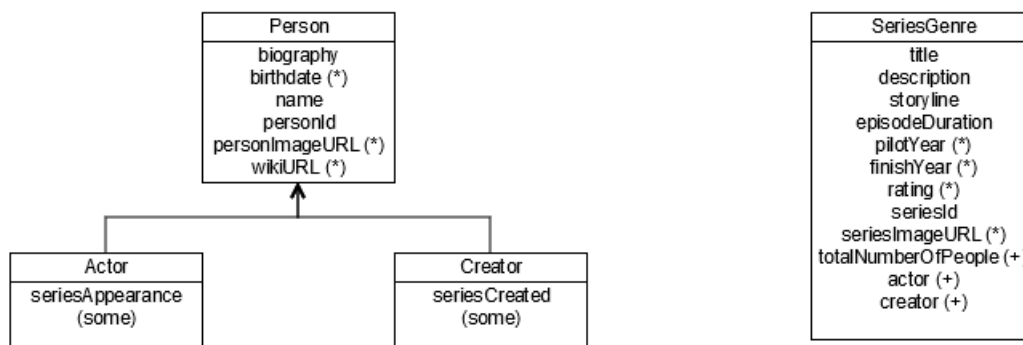 Person
biography
birthdate (*)
name
personId
personImageURL (*)
wikiURL (*)
Actor
seriesAppearance
(some)
Creator
seriesCreated
(some)
SeriesGenre
title
description
storyline
episodeDuration
pilotYear (*)
finishYear (*)
rating (*)
seriesId
seriesImageURL (*)
totalNumberOfPeople (+)
actor (+)
creator (+)